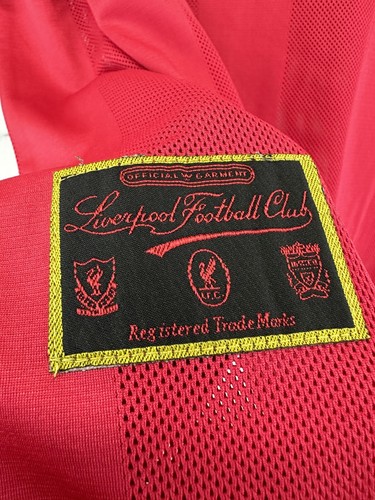 OFFICIAL W GARMENT
Liverpool Football Club
L.F.C.
Registered Trade Marks